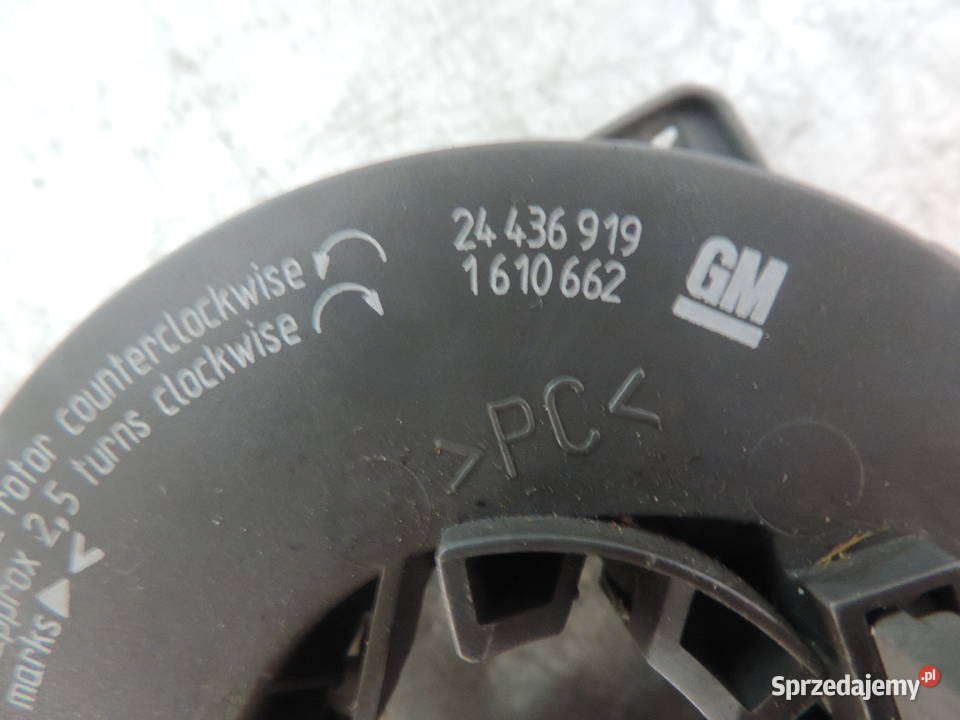 24 436 919
1 610 662
GM
>PC<
rotor counterclockwise
approx 2,5 turns clockwise
marks
Sprzedajemy.pl